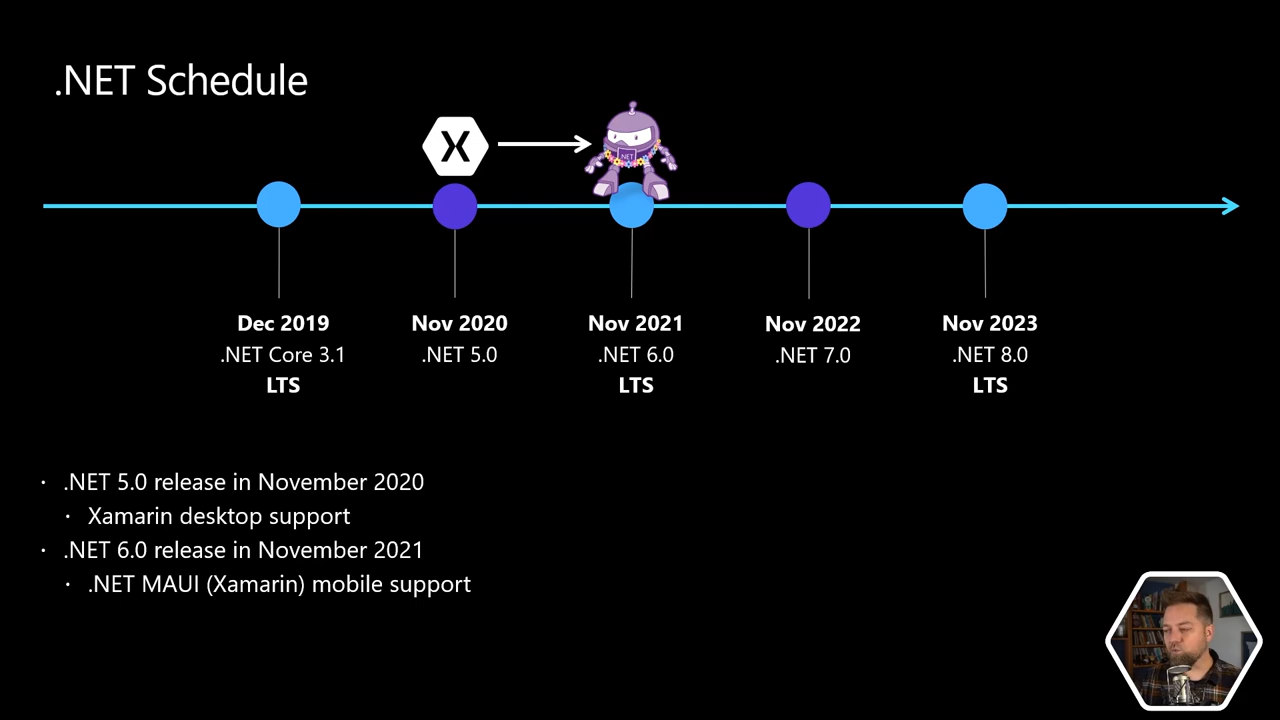 .NET Schedule
X
.NET
Dec 2019
.NET Core 3.1
LTS
Nov 2020
.NET 5.0
Nov 2021
.NET 6.0
LTS
Nov 2022
.NET 7.0
Nov 2023
.NET 8.0
LTS
· .NET 5.0 release in November 2020
· Xamarin desktop support
· .NET 6.0 release in November 2021
· .NET MAUI (Xamarin) mobile support